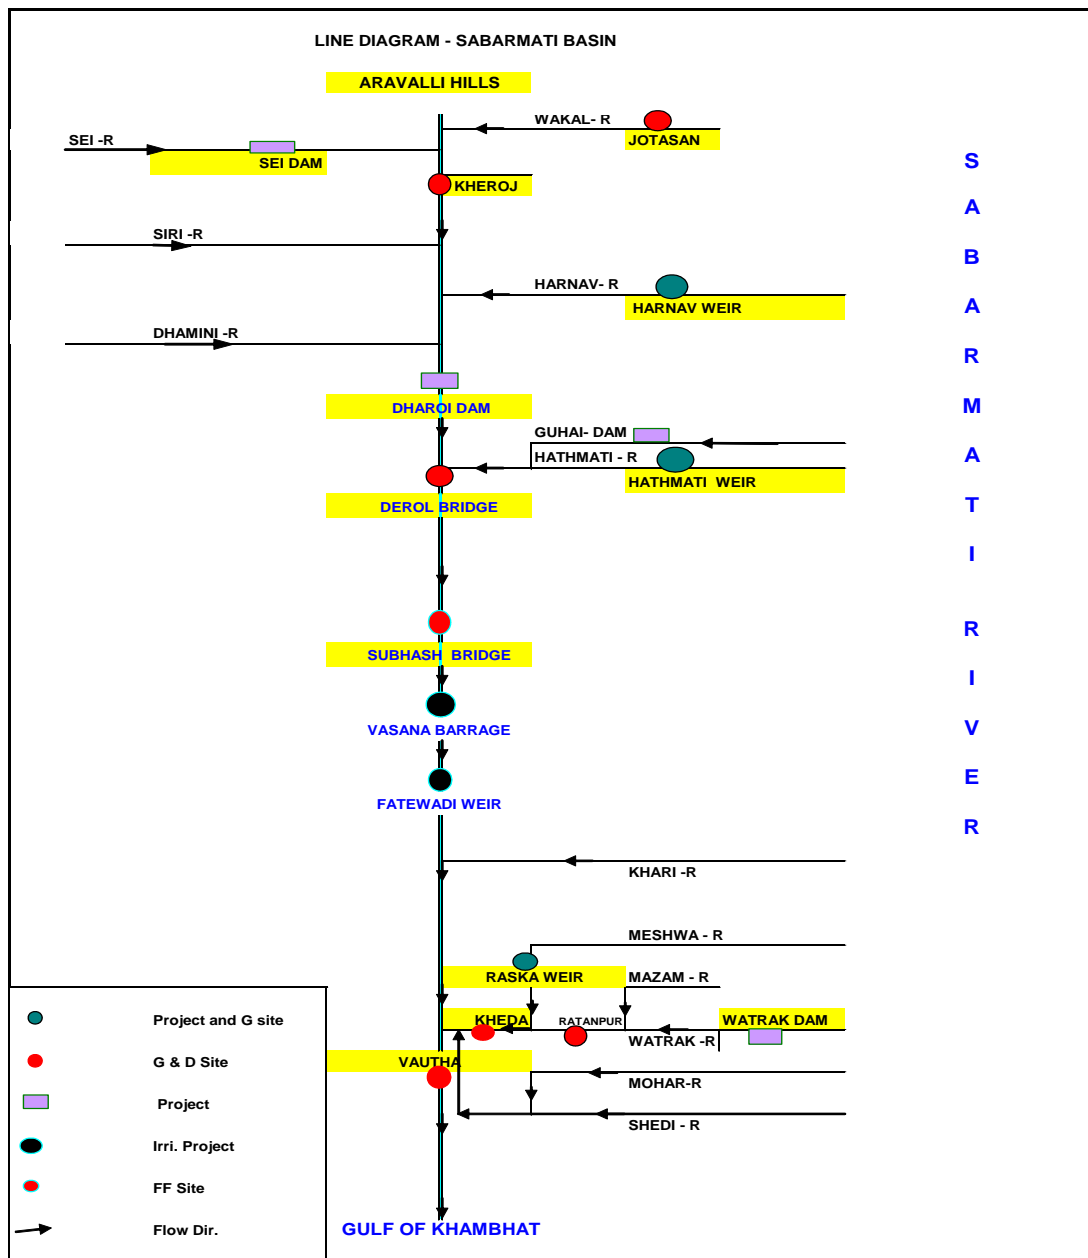 LINE DIAGRAM - SABARMATI BASIN
ARAVALLI HILLS
WAKAL- R
SEI -R
JOTASAN
SEI DAM
KHEROJ
SIRI -R
HARNAV- R
HARNAV WEIR
DHAMINI -R
DHAROI DAM
GUHAI- DAM
HATHMATI - R
HATHMATI WEIR
DEROL BRIDGE
SUBHASH BRIDGE
VASANA BARRAGE
FATEWADI WEIR
KHARI -R
MESHWA - R
RASKA WEIR
MAZAM - R
KHEDA
RATANPUR
WATRAK DAM
WATRAK -R
VAUTHA
MOHAR-R
SHEDI - R
GULF OF KHAMBHAT
Project and G site
G & D Site
Project
Irri. Project
FF Site
Flow Dir.
S
A
B
A
R
M
A
T
I
R
I
V
E
R